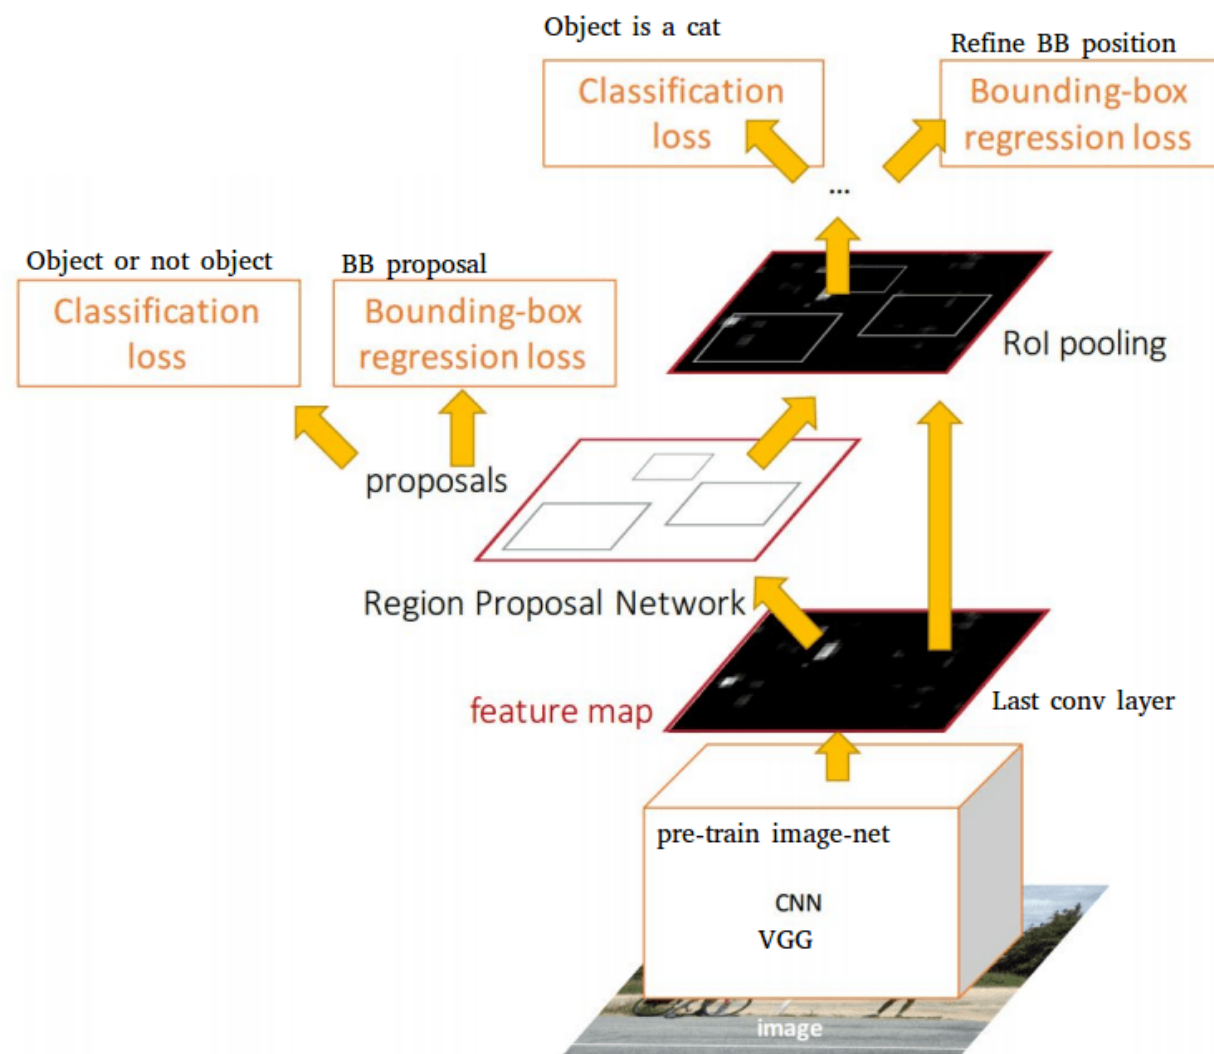 Object is a cat
Refine BB position
Classification
loss
Bounding-box
regression loss
...
Object or not object
BB proposal
Classification
loss
Bounding-box
regression loss
RoI pooling
proposals
Region Proposal Network
feature map
Last conv layer
pre-train image-net
CNN
VGG
image